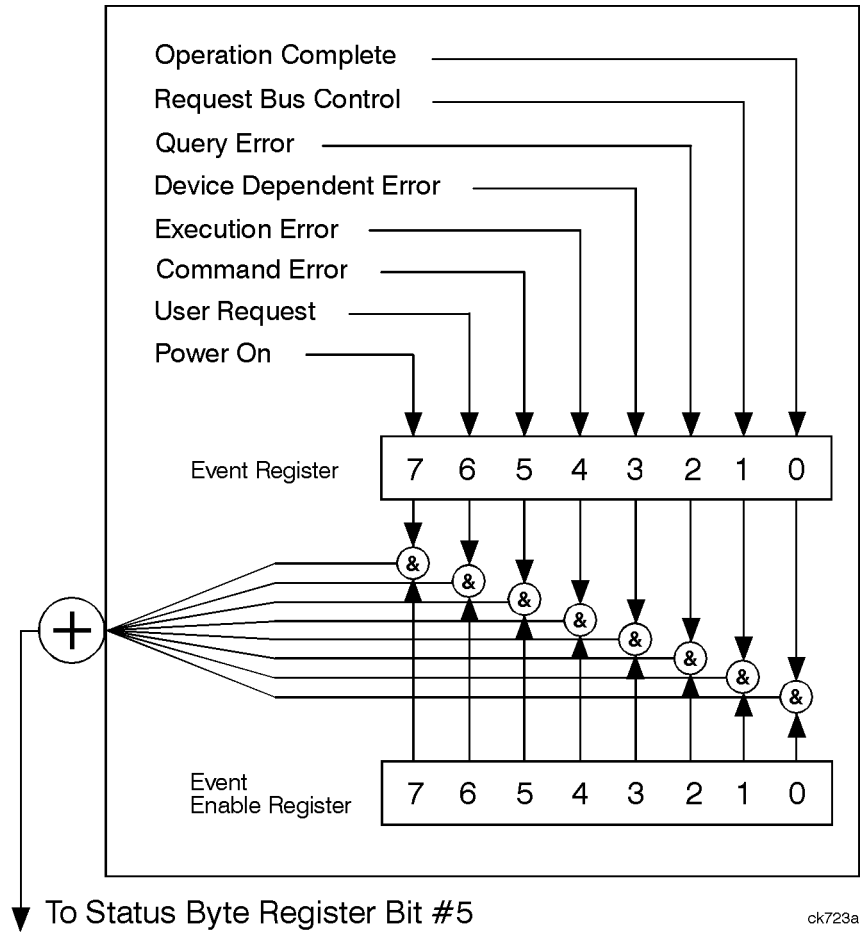 Operation Complete
Request Bus Control
Query Error
Device Dependent Error
Execution Error
Command Error
User Request
Power On
Event Register 7 6 5 4 3 2 1 0
&
&
&
&
&
&
&
&
+
Event
Enable Register 7 6 5 4 3 2 1 0
To Status Byte Register Bit #5
ck723a